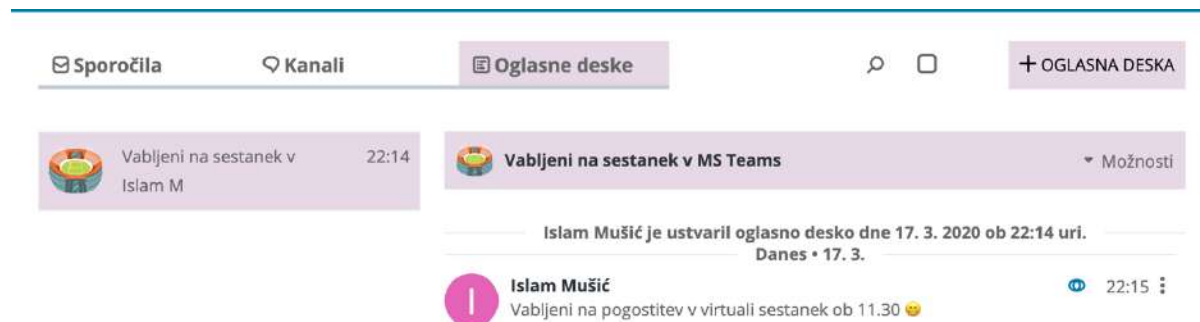 Sporočila
Kanali
Oglasne deske
+ OGLASNA DESKA
Vabljeni na sestanek v 22:14
Islam M
Vabljeni na sestanek v MS Teams
Možnosti
Islam Mušić je ustvaril oglasno desko dne 17. 3. 2020 ob 22:14 uri.
Danes • 17. 3.
I
Islam Mušić
22:15
Vabljeni na pogostitev v virtuali sestanek ob 11.30 😀